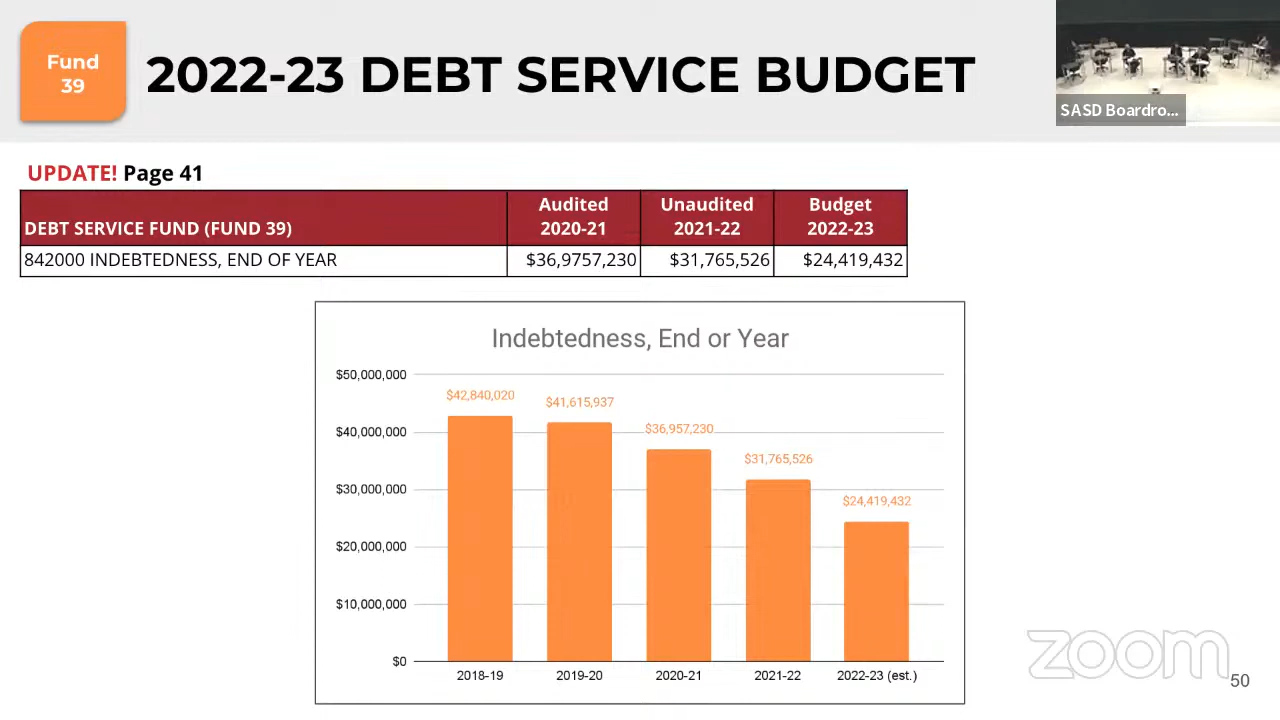 Fund
39
2022-23 DEBT SERVICE BUDGET
SASD Boardro...
UPDATE! Page 41
DEBT SERVICE FUND (FUND 39) Audited 2020-21 Unaudited 2021-22 Budget 2022-23
842000 INDEBTEDNESS, END OF YEAR $36,9757,230 $31,765,526 $24,419,432
Indebtedness, End or Year
$50,000,000
$40,000,000
$30,000,000
$20,000,000
$10,000,000
$0
$42,840,020
$41,615,937
$36,957,230
$31,765,526
$24,419,432
2018-19 2019-20 2020-21 2021-22 2022-23 (est.)
zoom
50